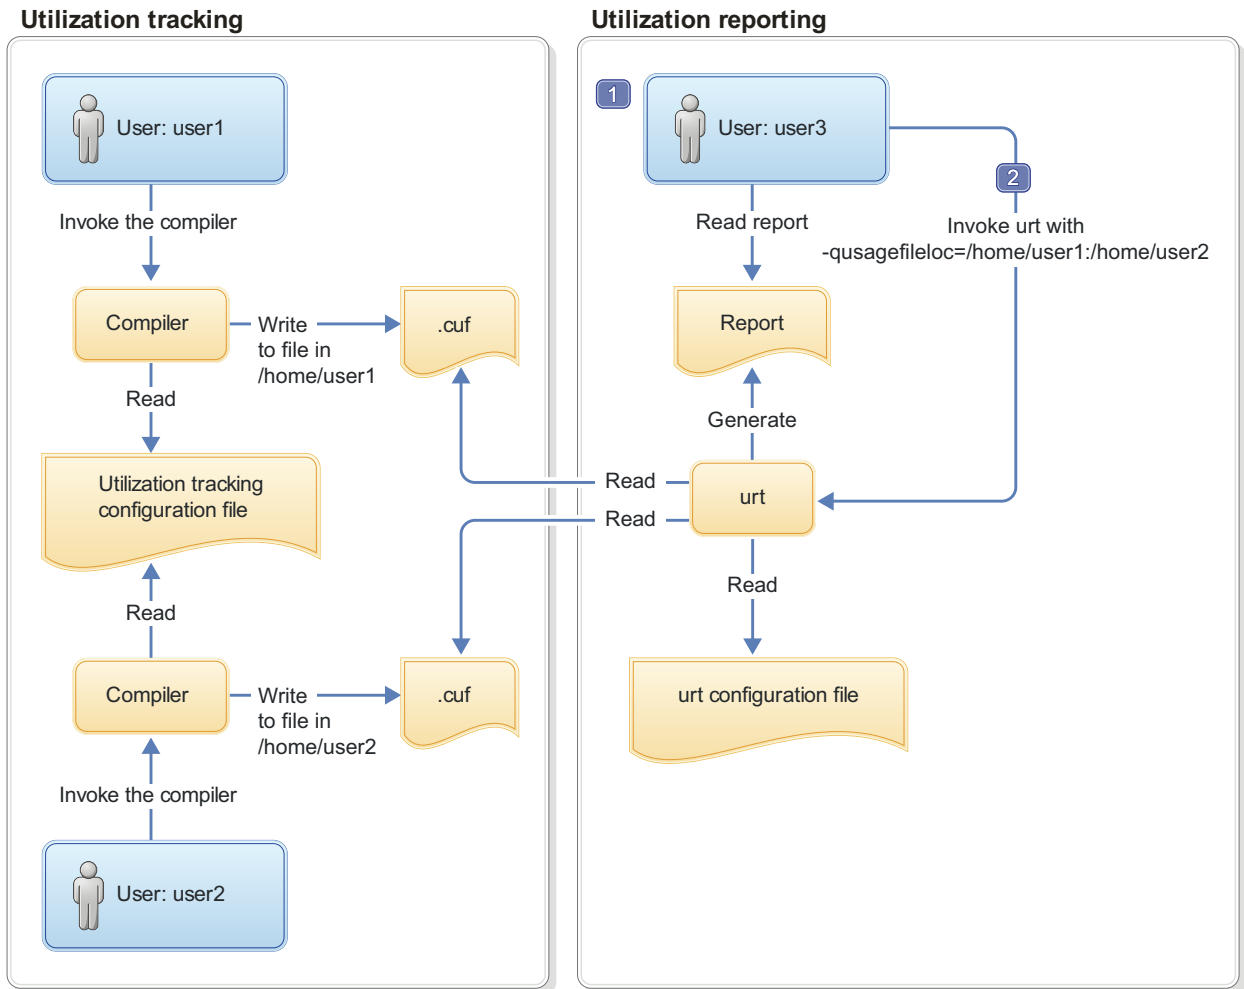 Utilization tracking
User: user1
Invoke the compiler
Compiler
Write
to file in
/home/user1
.cuf
Read
Utilization tracking
configuration file
Read
Compiler
Write
to file in
/home/user2
.cuf
Invoke the compiler
User: user2
Utilization reporting
1
User: user3
2
Read report
Invoke urt with
-qusagefileloc=/home/user1:/home/user2
Report
Generate
Read
Read
urt
Read
urt configuration file